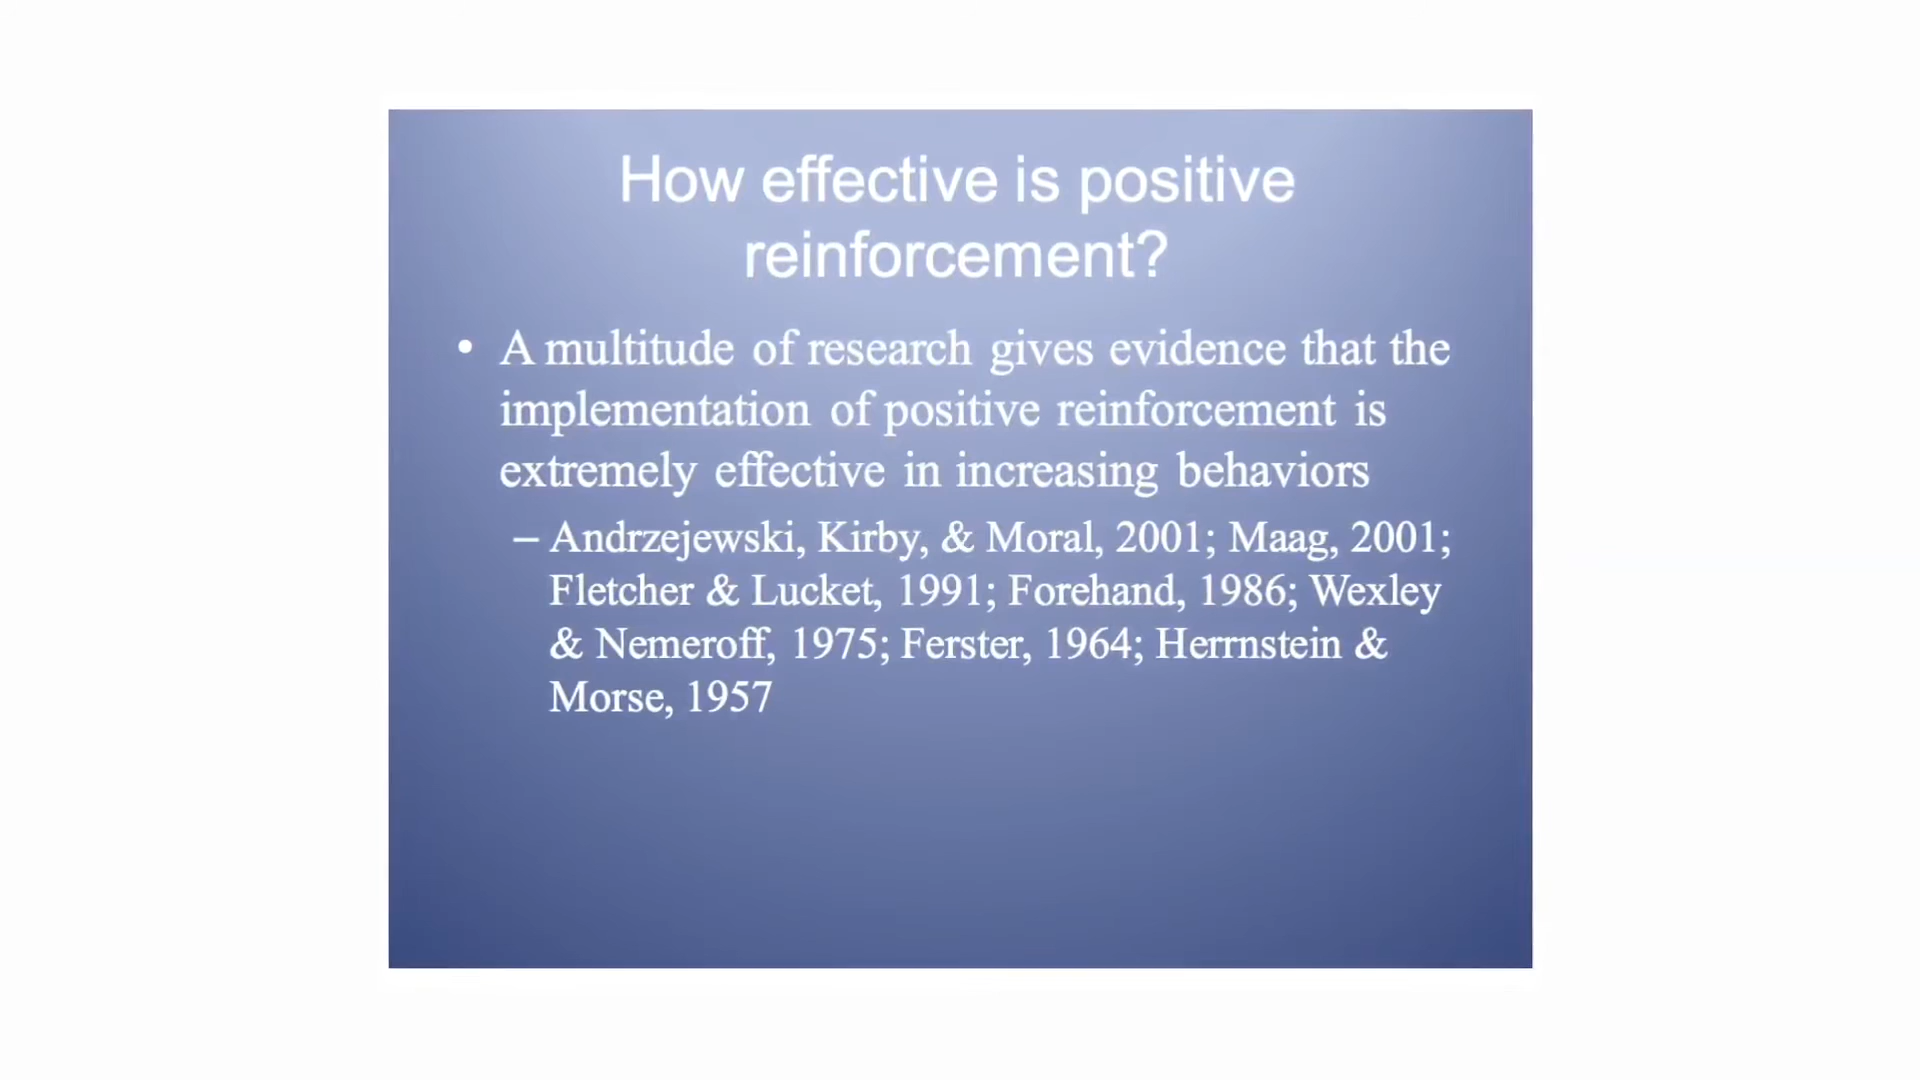 How effective is positive
reinforcement?
• A multitude of research gives evidence that the
implementation of positive reinforcement is
extremely effective in increasing behaviors
– Andrzejewski, Kirby, & Moral, 2001; Maag, 2001;
Fletcher & Lucket, 1991; Forehand, 1986; Wexley
& Nemeroff, 1975; Ferster, 1964; Herrnstein &
Morse, 1957